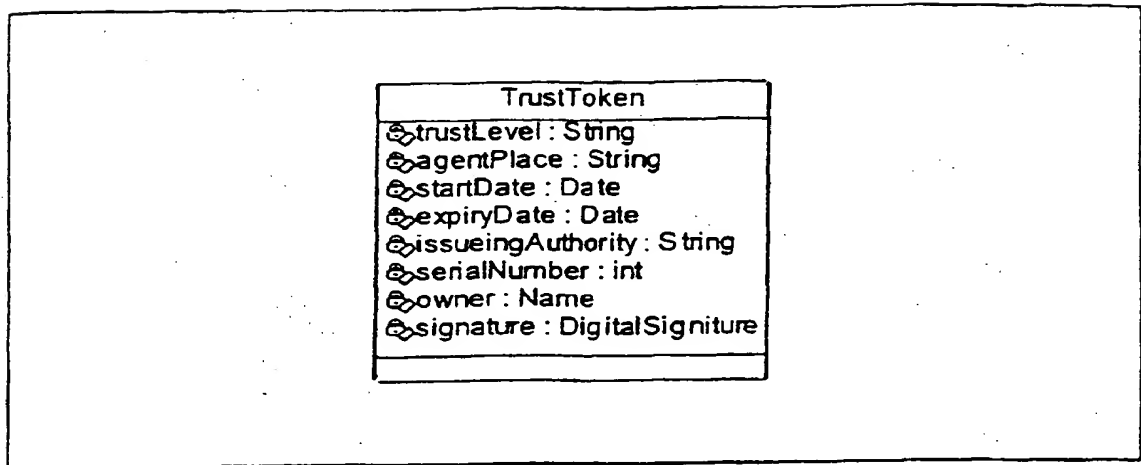 TrustToken
trustLevel : String
agentPlace : String
startDate : Date
expiryDate : Date
issueingAuthority : String
serialNumber : int
owner : Name
signature : DigitalSigniture